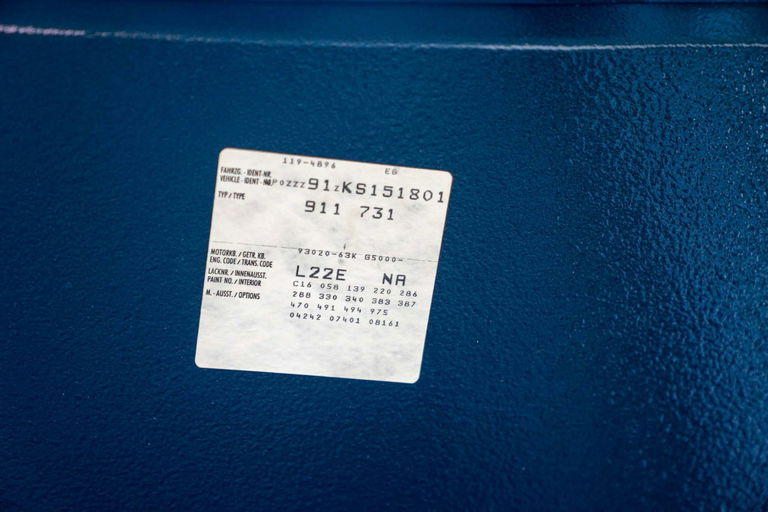 119-4896 EG
FAHRZG. - IDENT-NR.
VEHICLE - IDENT - NO. WP0zzz91zKS151801
TYP / TYPE 911 731
MOTORKB. / GETR. KB. 93020-63K G5000-
ENG. CODE / TRANS. CODE
LACKNR. / INNENAUSST. L22E NA
PAINT NO. / INTERIOR C16 058 139 220 286
M. - AUSST. / OPTIONS 288 330 340 383 387
470 491 494 975
04242 07401 08161